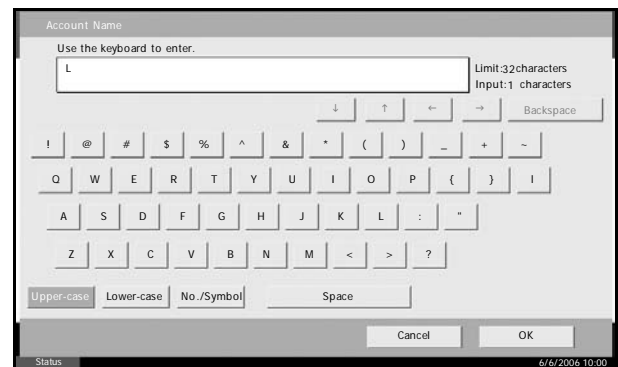 Account Name
Use the keyboard to enter.
L
Limit:32characters
Input:1 characters
↓ ↑ ← → Backspace
! @ # $ % ^ & * ( ) _ + ~
Q W E R T Y U I O P { } |
A S D F G H J K L : "
Z X C V B N M < > ?
Upper-case Lower-case No./Symbol Space
Cancel OK
Status 6/6/2006 10:00